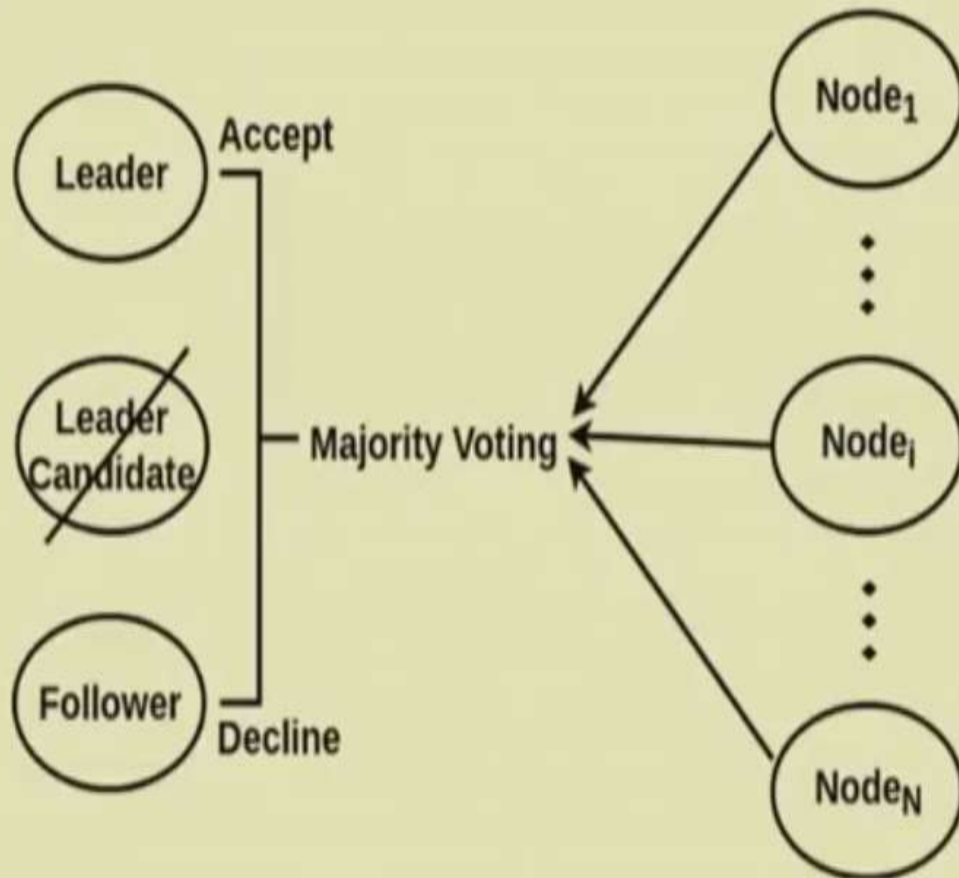 Leader
Accept
Leader
Candidate
Follower
Decline
Majority Voting
Node1
Nodei
NodeN